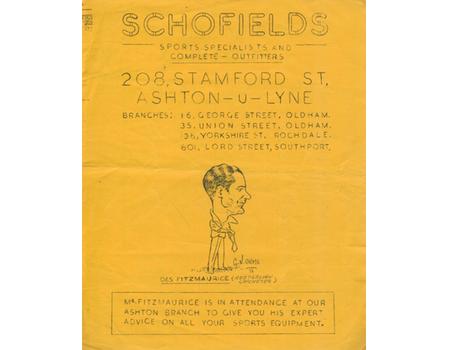 SCHOFIELDS
SPORTS SPECIALISTS AND
COMPLETE - OUTFITTERS
208, STAMFORD ST,
ASHTON-U-LYNE
BRANCHES: 16, GEORGE STREET, OLDHAM.
35, UNION STREET, OLDHAM.
36, YORKSHIRE ST. ROCHDALE.
601, LORD STREET, SOUTHPORT.
DES FITZMAURICE (AUSTRALIAN CRICKETER)
MR. FITZMAURICE IS IN ATTENDANCE AT OUR
ASHTON BRANCH TO GIVE YOU HIS EXPERT
ADVICE ON ALL YOUR SPORTS EQUIPMENT.